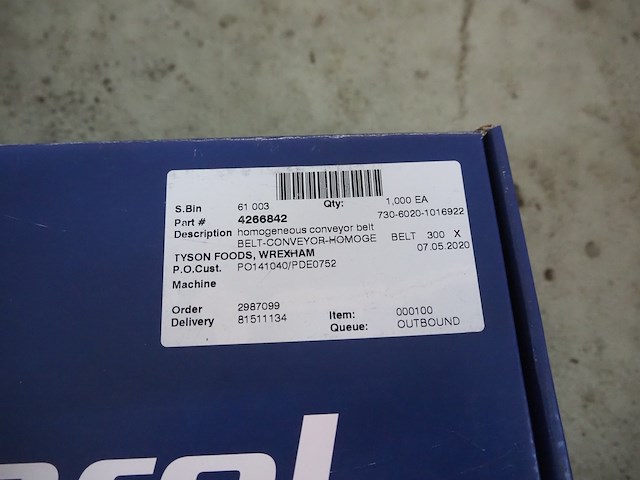 S.Bin 61 003 Qty: 1,000 EA
Part # 4266842 730-6020-1016922
Description homogeneous conveyor belt
BELT-CONVEYOR-HOMOGE BELT 300 X
TYSON FOODS, WREXHAM 07.05.2020
P.O.Cust. PO141040/PDE0752
Machine
Order 2987099 Item: 000100
Delivery 81511134 Queue: OUTBOUND